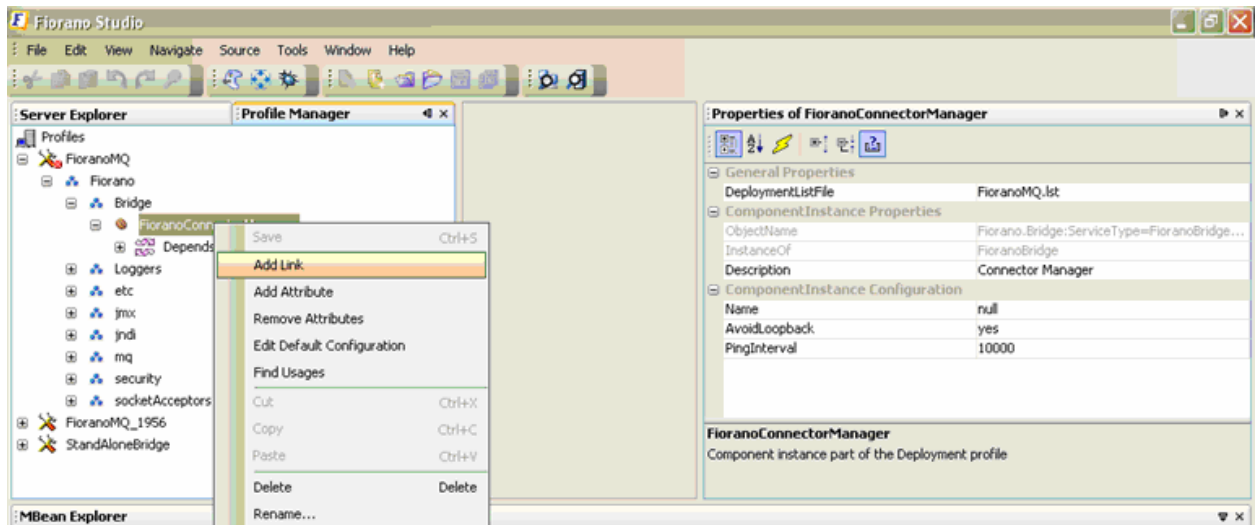 Fiorano Studio
File Edit View Navigate Source Tools Window Help
Server Explorer
Profile Manager
Profiles
FioranoMQ
Fiorano
Bridge
FioranoConn
Depends
Loggers
etc
jmx
jndi
mq
security
socketAcceptors
FioranoMQ_1956
StandAloneBridge
Save Ctrl+S
Add Link
Add Attribute
Remove Attributes
Edit Default Configuration
Find Usages
Cut Ctrl+X
Copy Ctrl+C
Paste Ctrl+V
Delete Delete
Rename...
Properties of FioranoConnectorManager
General Properties
DeploymentListFile FioranoMQ.lst
ComponentInstance Properties
ObjectName Fiorano.Bridge:ServiceType=FioranoBridge...
InstanceOf FioranoBridge
Description Connector Manager
ComponentInstance Configuration
Name null
AvoidLoopback yes
PingInterval 10000
FioranoConnectorManager
Component instance part of the Deployment profile
MBean Explorer